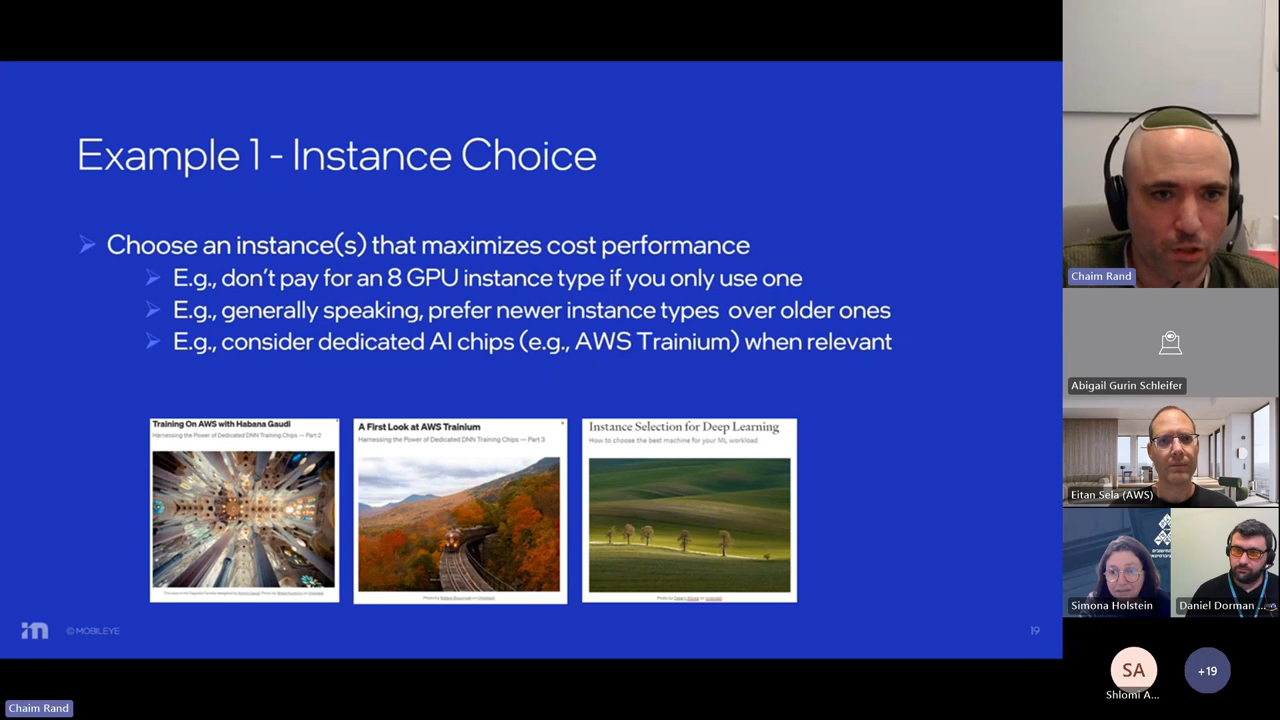 Example 1 - Instance Choice
Choose an instance(s) that maximizes cost performance
E.g., don't pay for an 8 GPU instance type if you only use one
E.g., generally speaking, prefer newer instance types over older ones
E.g., consider dedicated AI chips (e.g., AWS Trainium) when relevant
Training On AWS with Habana Gaudi
Harnessing the Power of Dedicated DNN Training Chips — Part 2
A First Look at AWS Trainium
Harnessing the Power of Dedicated DNN Training Chips — Part 3
Instance Selection for Deep Learning
How to choose the best machine for your ML workload
© MOBILEYE
19
Chaim Rand
Abigail Gurin Schleifer
Eitan Sela (AWS)
Simona Holstein
Daniel Dorman ...
SA
Shlomi A...
+19
Chaim Rand